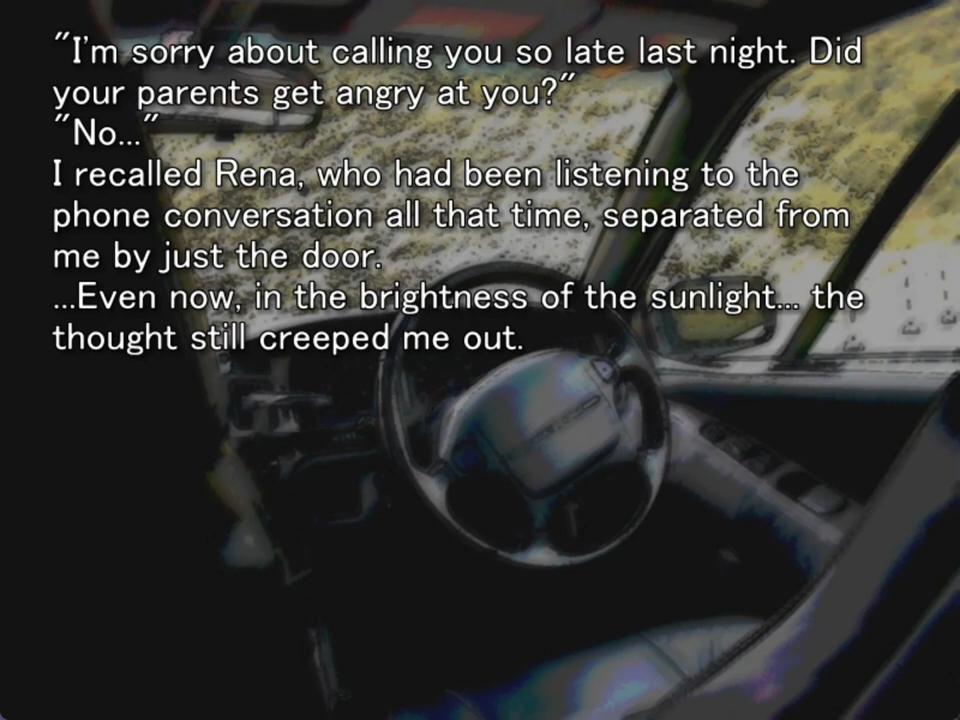 "I'm sorry about calling you so late last night. Did
your parents get angry at you?"
"No..."
I recalled Rena, who had been listening to the
phone conversation all that time, separated from
me by just the door.
...Even now, in the brightness of the sunlight... the
thought still creeped me out.